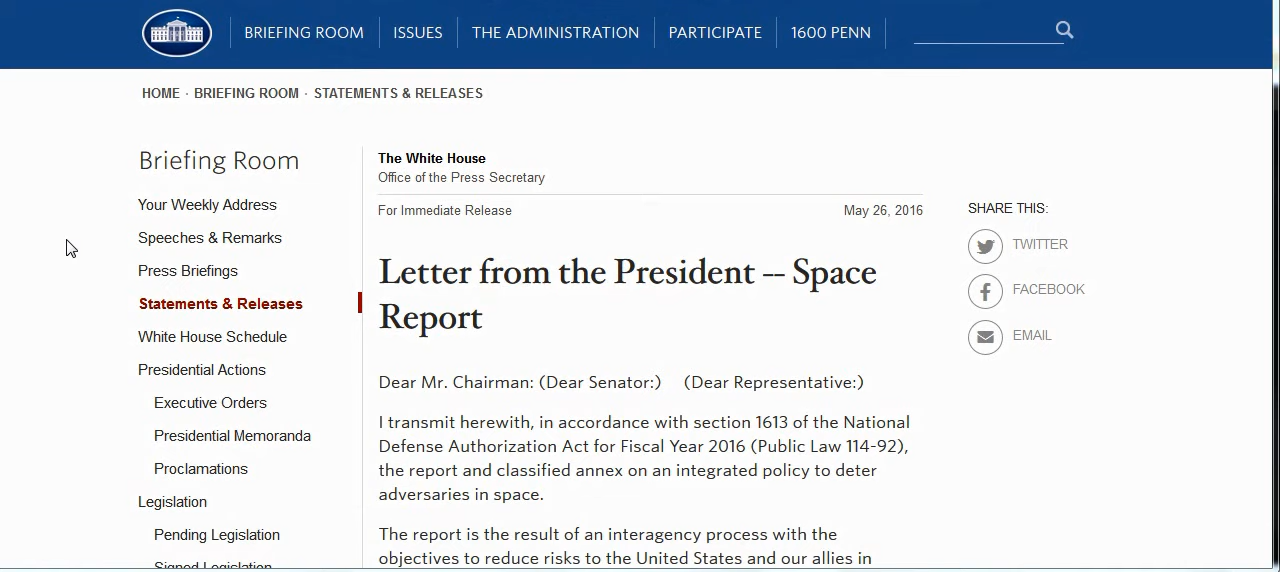 BRIEFING ROOM ISSUES THE ADMINISTRATION PARTICIPATE 1600 PENN
HOME · BRIEFING ROOM · STATEMENTS & RELEASES
Briefing Room
Your Weekly Address
Speeches & Remarks
Press Briefings
Statements & Releases
White House Schedule
Presidential Actions
Executive Orders
Presidential Memoranda
Proclamations
Legislation
Pending Legislation
Signed Legislation
The White House
Office of the Press Secretary
For Immediate Release May 26, 2016
Letter from the President -- Space
Report
Dear Mr. Chairman: (Dear Senator:) (Dear Representative:)
I transmit herewith, in accordance with section 1613 of the National
Defense Authorization Act for Fiscal Year 2016 (Public Law 114-92),
the report and classified annex on an integrated policy to deter
adversaries in space.
The report is the result of an interagency process with the
objectives to reduce risks to the United States and our allies in
SHARE THIS:
TWITTER
FACEBOOK
EMAIL